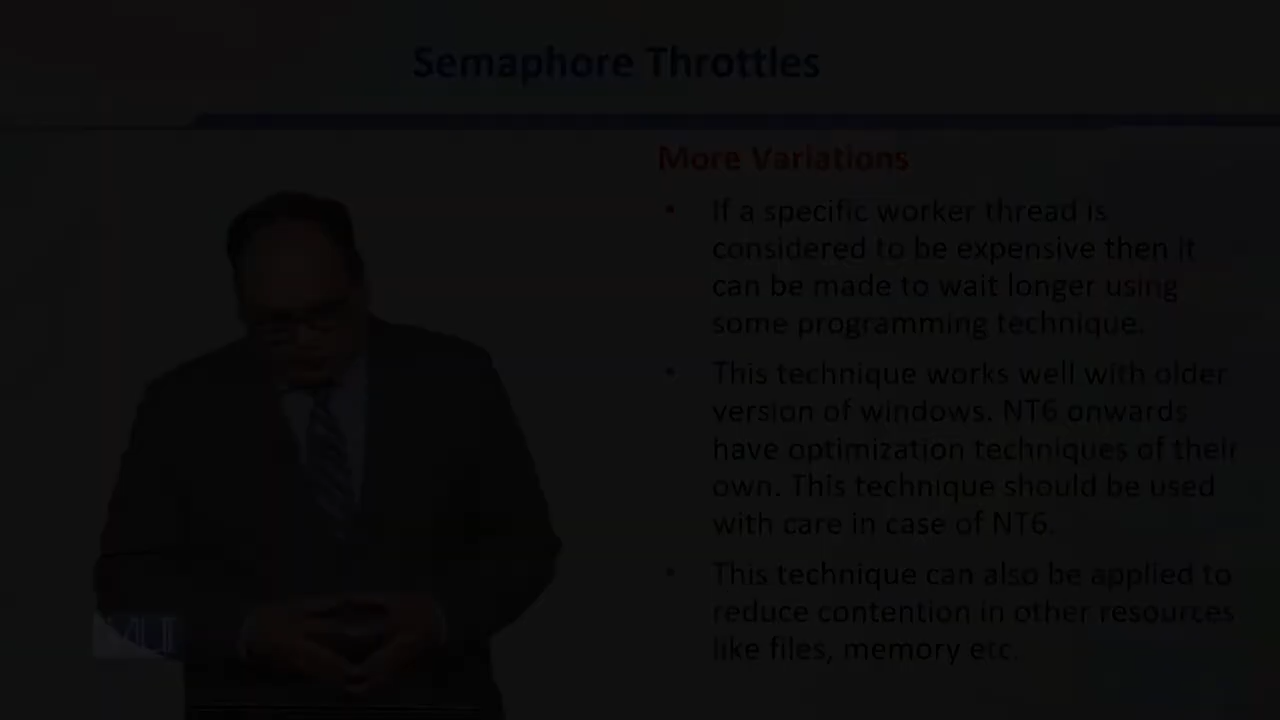 Semaphore Throttles
More Variations
• If a specific worker thread is
considered to be expensive then it
can be made to wait longer using
some programming technique.
• This technique works well with older
version of windows. NT6 onwards
have optimization techniques of their
own. This technique should be used
with care in case of NT6.
• This technique can also be applied to
reduce contention in other resources
like files, memory etc.